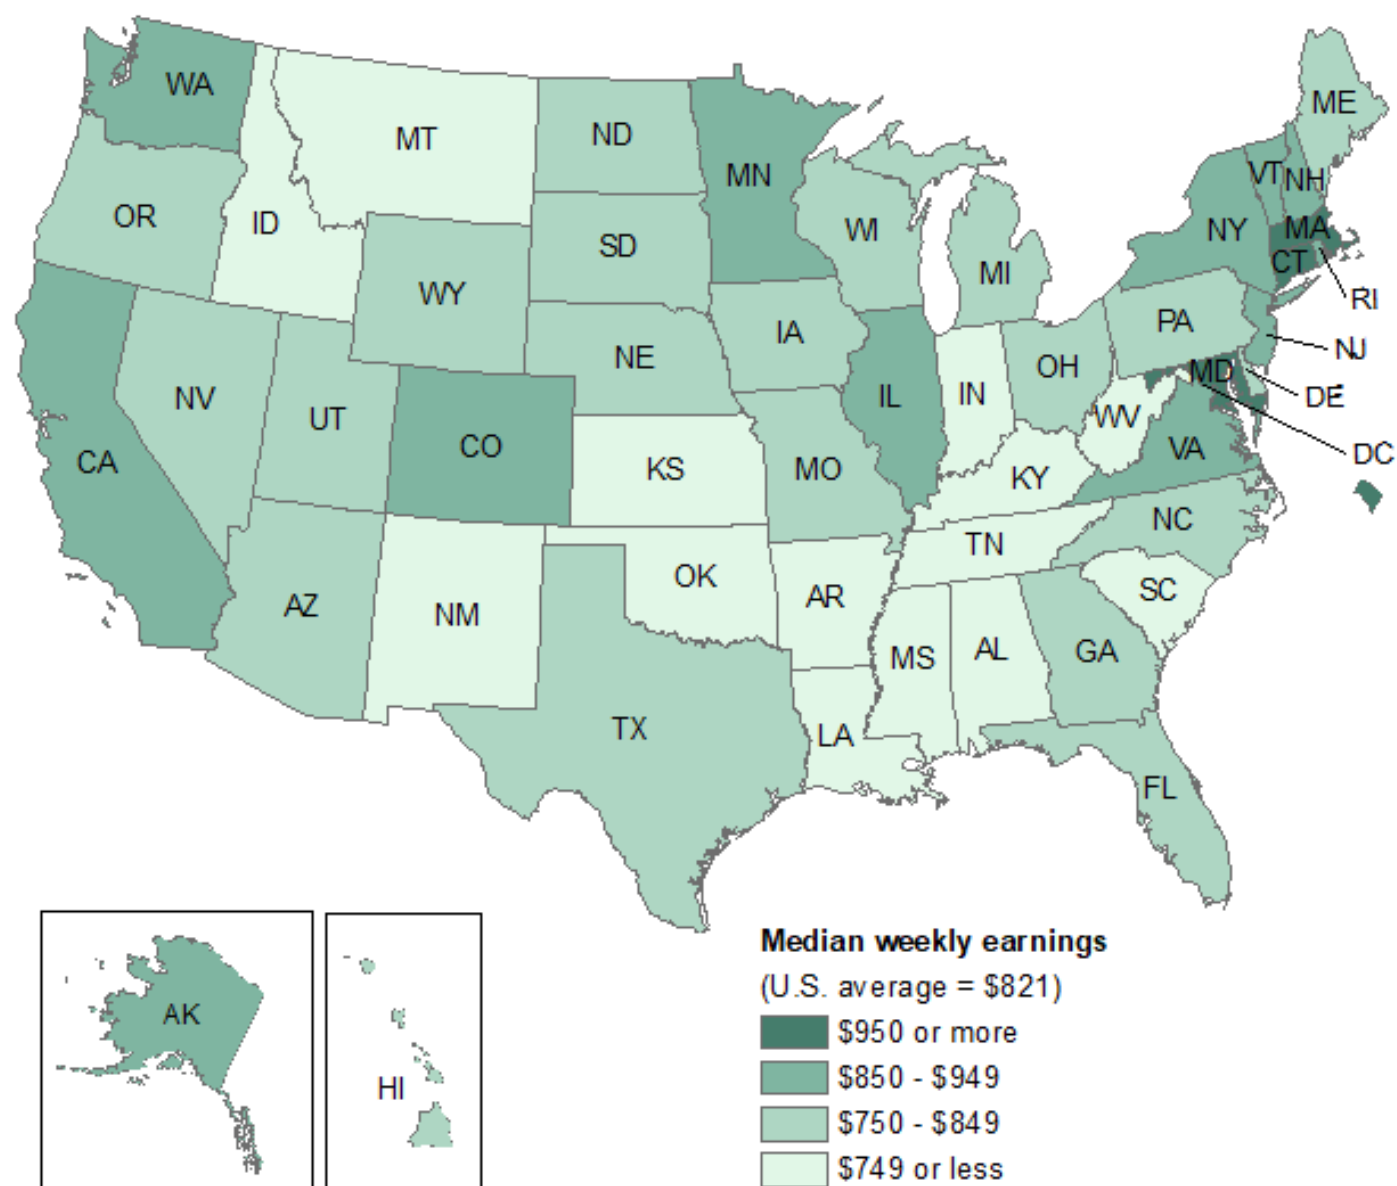 WA
MT
ND
MN
ME
VT
NH
OR
ID
SD
WI
NY
MA
CT
WY
MI
RI
IA
PA
NJ
NE
OH
MD
NV
UT
IL
IN
DE
CO
WV
CA
KS
MO
KY
VA
DC
NC
TN
OK
AR
SC
AZ
NM
MS
AL
GA
TX
LA
FL
AK
HI
Median weekly earnings
(U.S. average = $821)
$950 or more
$850 - $949
$750 - $849
$749 or less